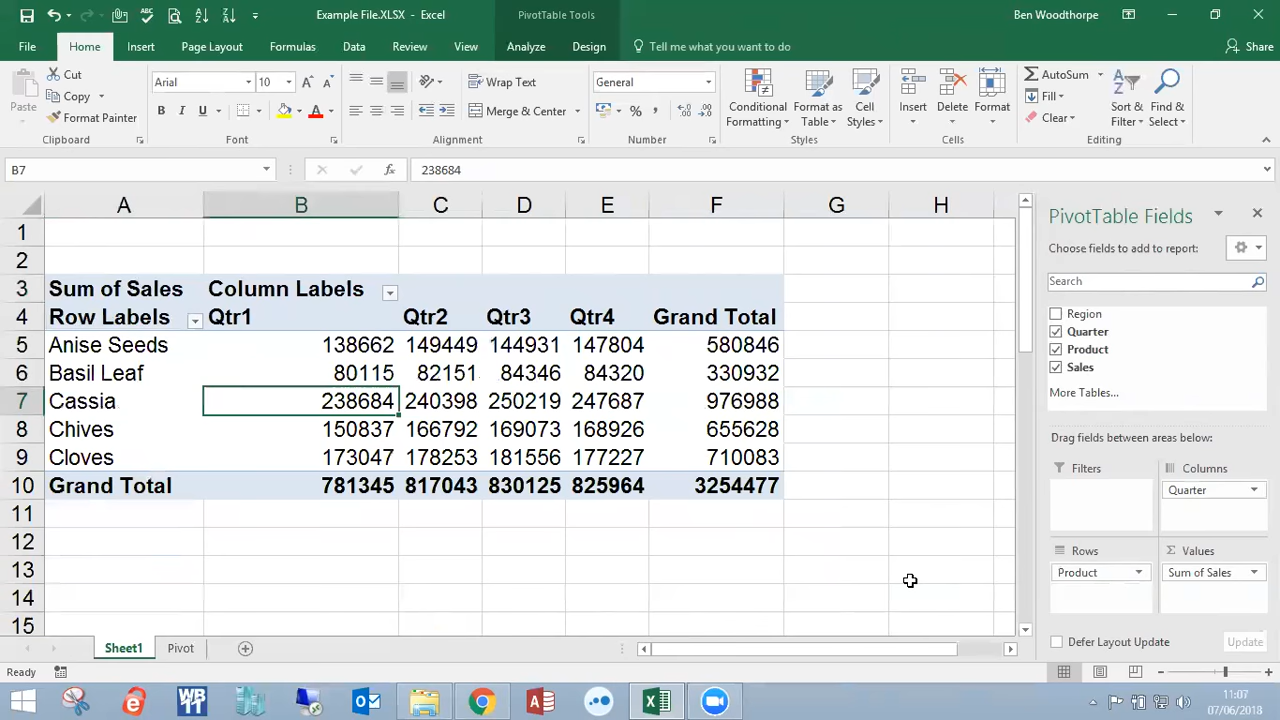 Example File.XLSX - Excel
PivotTable Tools
Ben Woodthorpe
File
Home
Insert
Page Layout
Formulas
Data
Review
View
Analyze
Design
Tell me what you want to do
Share
Paste
Cut
Copy
Format Painter
Clipboard
Arial
10
B I U
Font
Wrap Text
Merge & Center
Alignment
General
Number
Conditional Formatting
Format as Table
Cell Styles
Styles
Insert
Delete
Format
Cells
AutoSum
Fill
Clear
Sort & Filter
Find & Select
Editing
B7
fx
238684
A B C D E F G H
1
2
3 Sum of Sales Column Labels
4 Row Labels Qtr1 Qtr2 Qtr3 Qtr4 Grand Total
5 Anise Seeds 138662 149449 144931 147804 580846
6 Basil Leaf 80115 82151 84346 84320 330932
7 Cassia 238684 240398 250219 247687 976988
8 Chives 150837 166792 169073 168926 655628
9 Cloves 173047 178253 181556 177227 710083
10 Grand Total 781345 817043 830125 825964 3254477
11
12
13
14
15
PivotTable Fields
Choose fields to add to report:
Search
Region
Quarter
Product
Sales
More Tables...
Drag fields between areas below:
Filters
Columns
Quarter
Rows
Values
Product
Sum of Sales
Defer Layout Update
Update
Sheet1
Pivot
Ready
11:07
07/06/2018